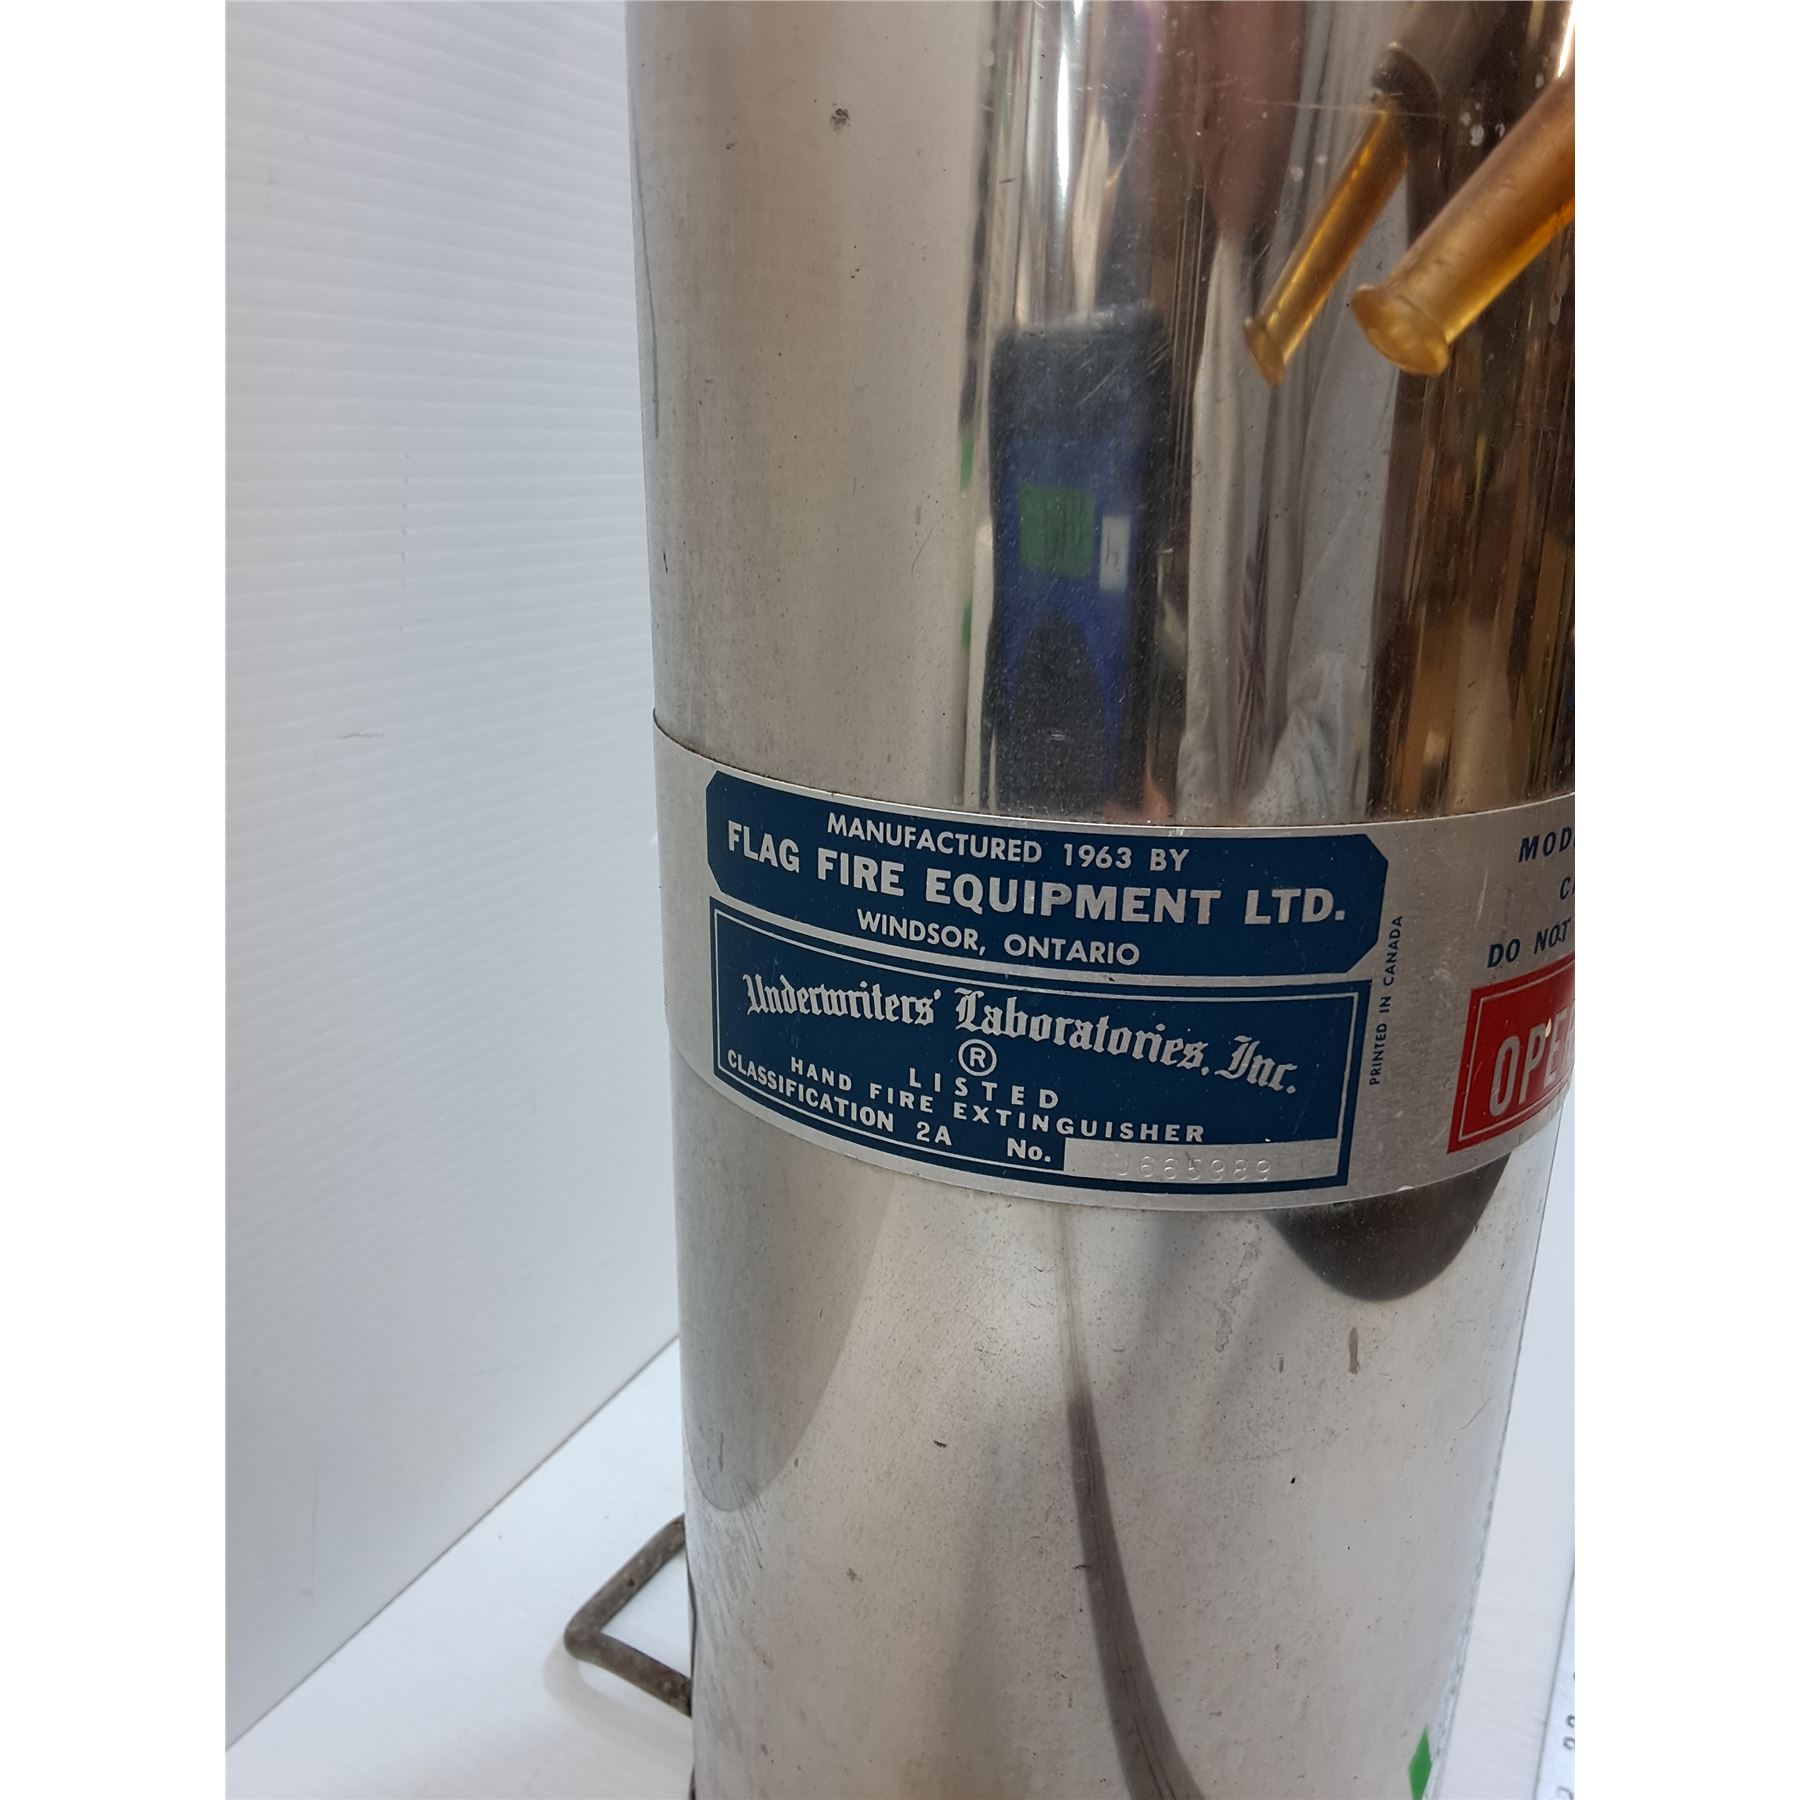 MANUFACTURED 1963 BY
FLAG FIRE EQUIPMENT LTD.
WINDSOR, ONTARIO
Underwriters' Laboratories, Inc.
®
LISTED
HAND FIRE EXTINGUISHER
CLASSIFICATION 2A No. U665989
PRINTED IN CANADA
DO NOT